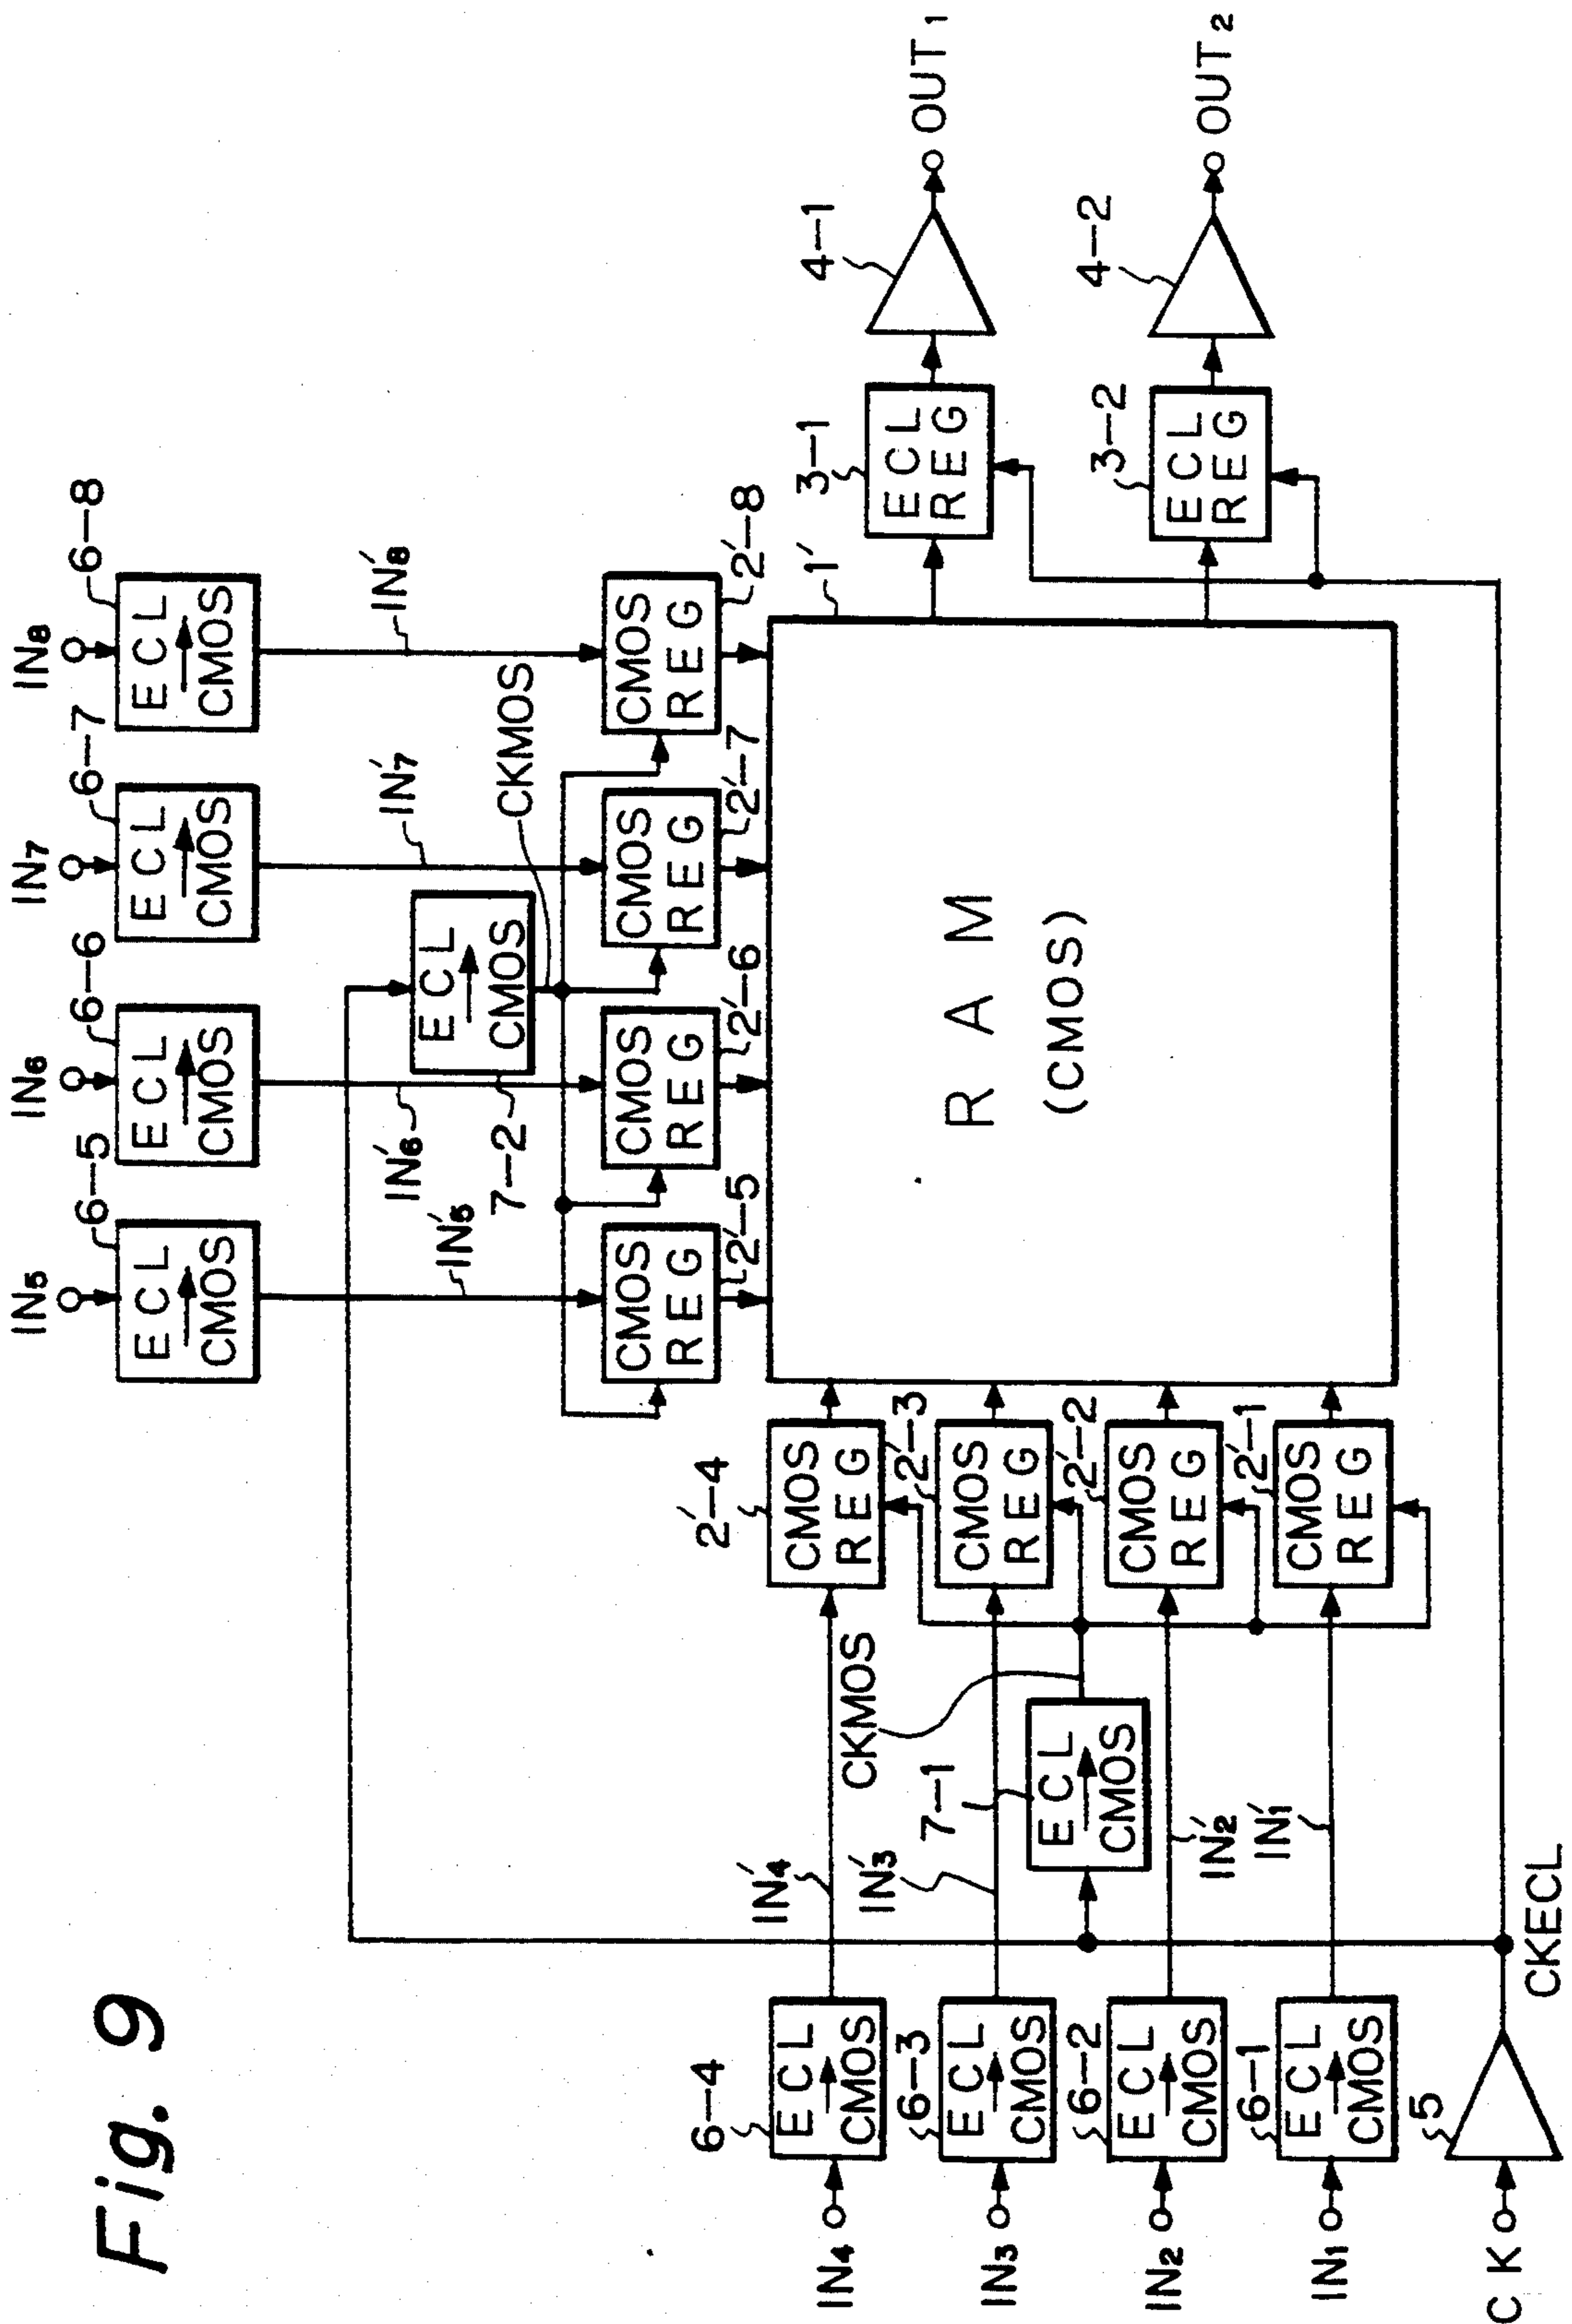 Fig. 9
IN5
IN6
IN7
IN8
6-5
6-6
6-7
6-8
ECL
CMOS
ECL
CMOS
ECL
CMOS
ECL
CMOS
IN'5
IN'6
IN'7
IN'8
7-2
ECL
CMOS
CKMOS
CMOS
REG
CMOS
REG
CMOS
REG
CMOS
REG
2'-5
2'-6
2'-7
2'-8
IN4
6-4
ECL
CMOS
IN'4
2'-4
CMOS
REG
IN3
6-3
ECL
CMOS
IN'3
2'-3
CMOS
REG
CKMOS
7-1
ECL
CMOS
IN2
6-2
ECL
CMOS
IN'2
2'-2
CMOS
REG
IN1
6-1
ECL
CMOS
IN'1
2'-1
CMOS
REG
CK
5
CKECL
RAM
(CMOS)
1'
3-1
ECL
REG
4-1
OUT1
3-2
ECL
REG
4-2
OUT2